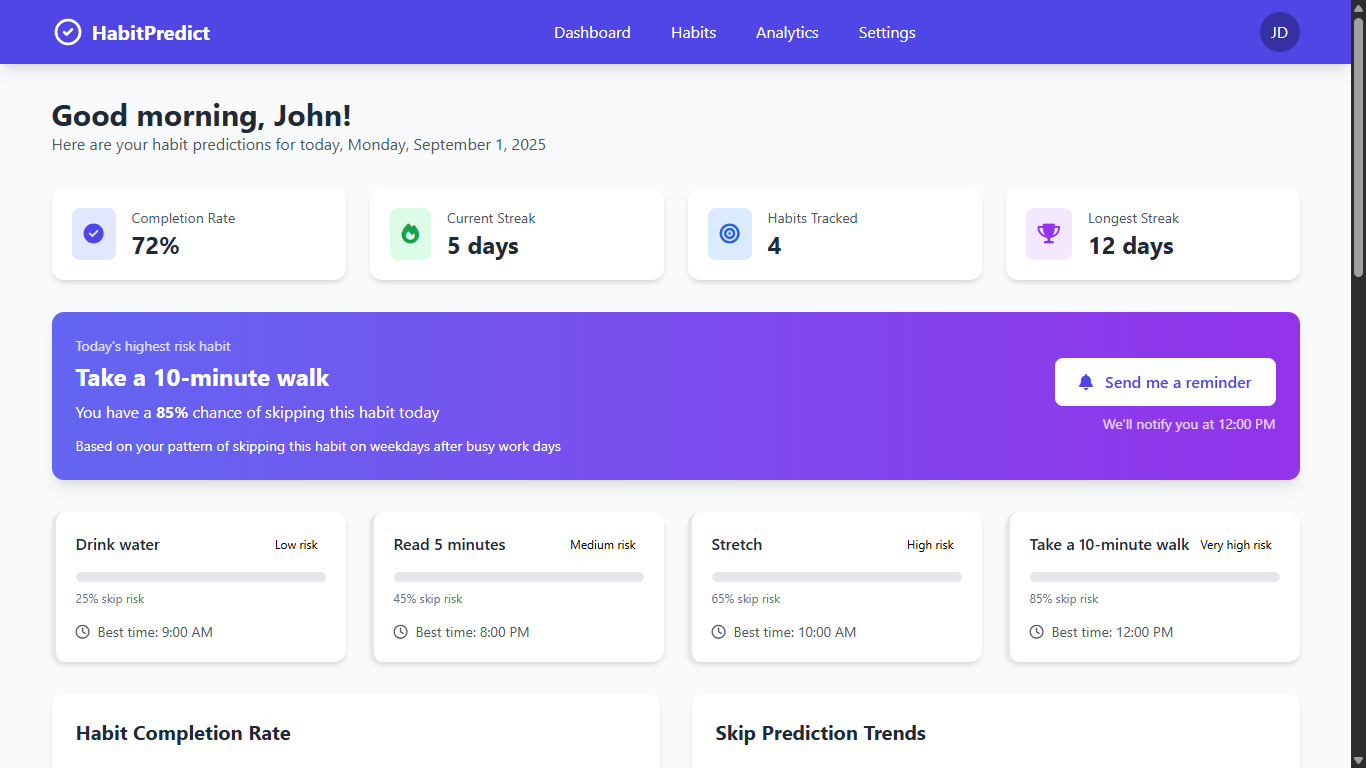 HabitPredict
Dashboard
Habits
Analytics
Settings
JD
Good morning, John!
Here are your habit predictions for today, Monday, September 1, 2025
Completion Rate
72%
Current Streak
5 days
Habits Tracked
4
Longest Streak
12 days
Today's highest risk habit
Take a 10-minute walk
You have a 85% chance of skipping this habit today
Based on your pattern of skipping this habit on weekdays after busy work days
Send me a reminder
We'll notify you at 12:00 PM
Drink water
Low risk
25% skip risk
Best time: 9:00 AM
Read 5 minutes
Medium risk
45% skip risk
Best time: 8:00 PM
Stretch
High risk
65% skip risk
Best time: 10:00 AM
Take a 10-minute walk
Very high risk
85% skip risk
Best time: 12:00 PM
Habit Completion Rate
Skip Prediction Trends